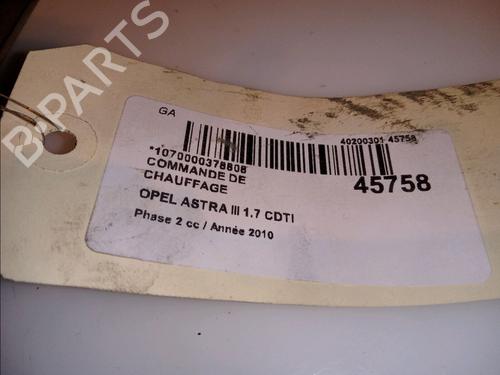 B-PARTS
GA
40200301 45758
*1070000378608
45758
COMMANDE DE
CHAUFFAGE
OPEL ASTRA III 1.7 CDTI
Phase 2 cc / Année 2010